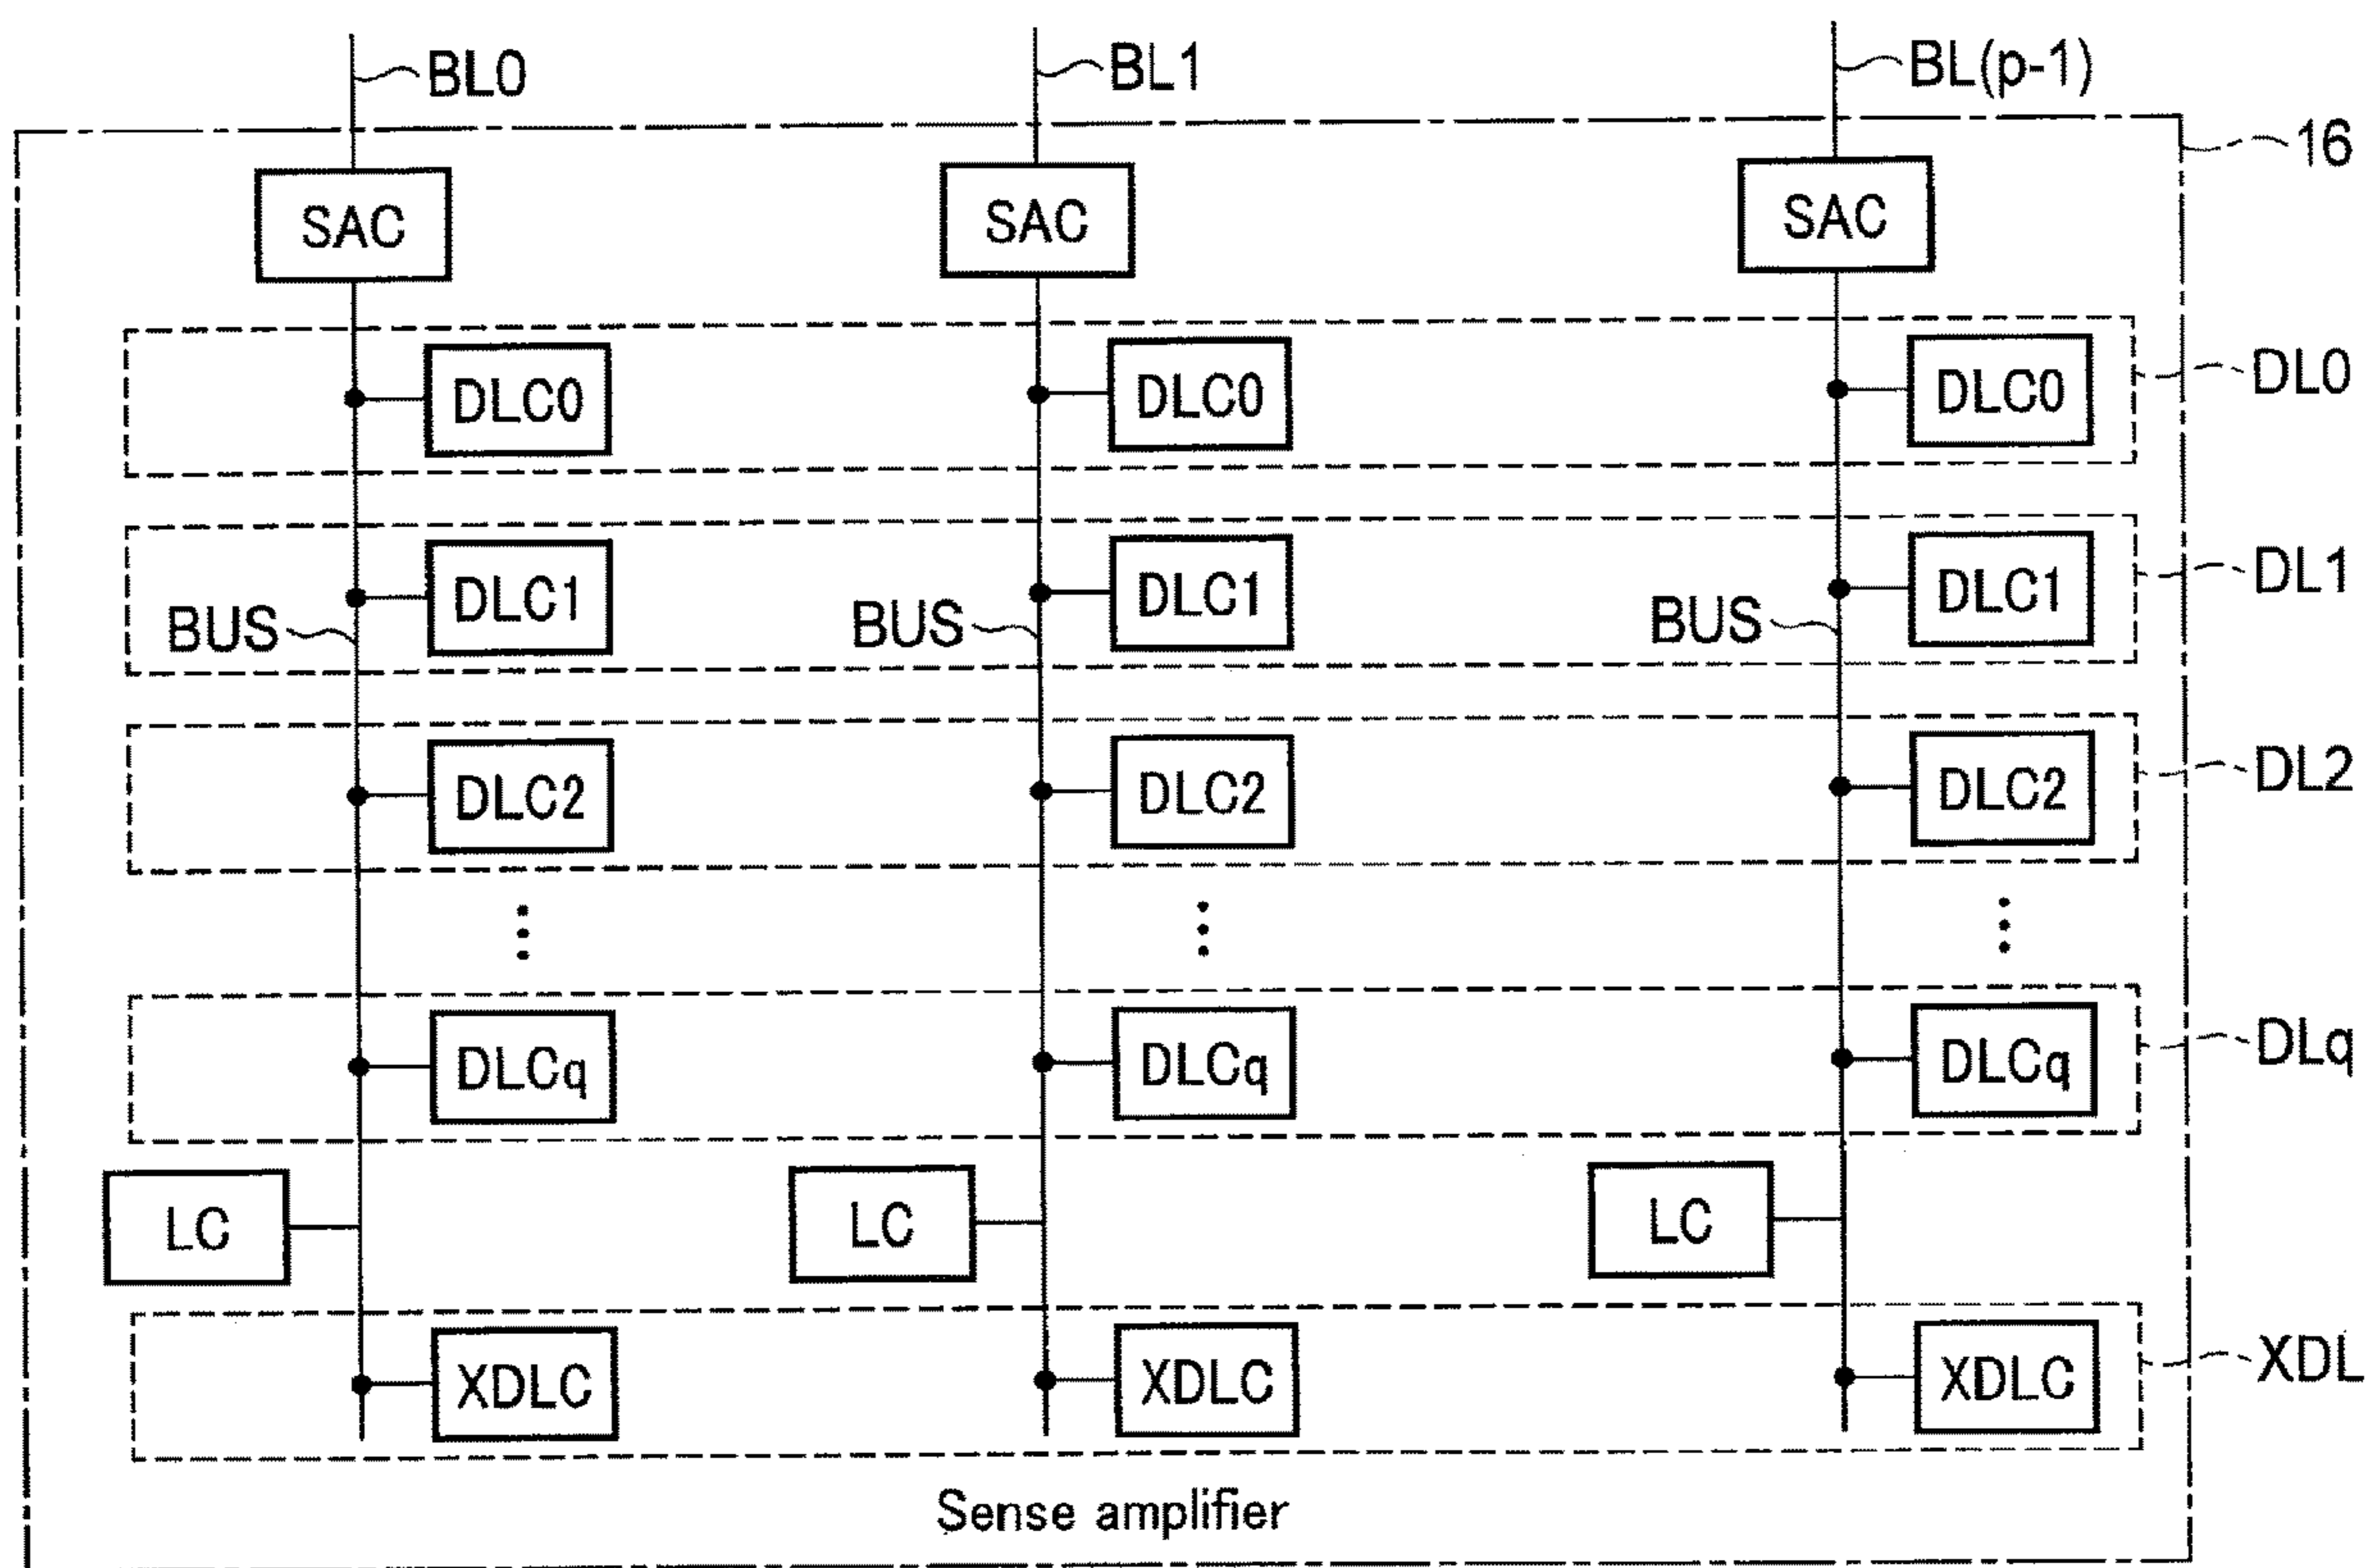 BL0 BL1 BL(p-1)
16
SAC SAC SAC
DLC0 DLC0 DLC0 DL0
DLC1 DLC1 DLC1 DL1
BUS BUS BUS
DLC2 DLC2 DLC2 DL2
DLCq DLCq DLCq DLq
LC LC LC
XDLC XDLC XDLC XDL
Sense amplifier